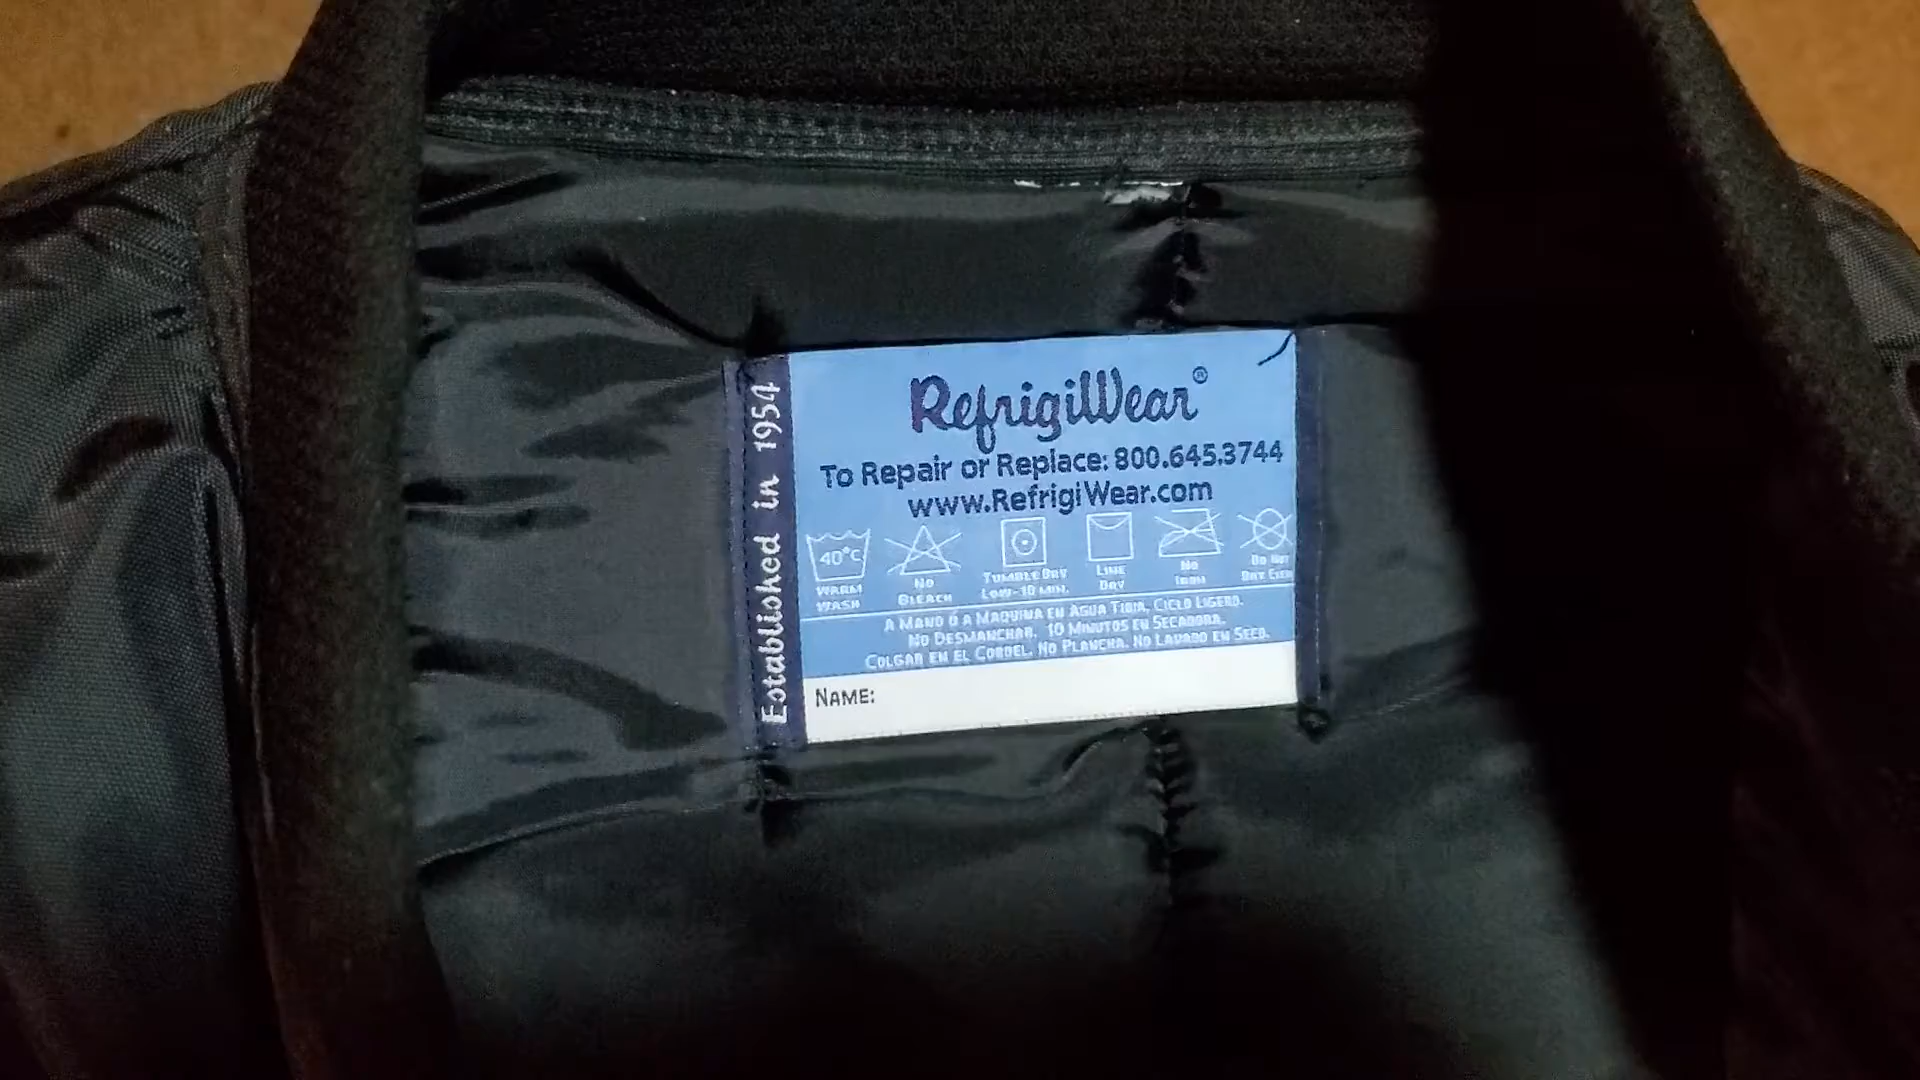 RefrigiWear®
To Repair or Replace: 800.645.3744
www.RefrigiWear.com
40°C
WARM
WASH
NO
BLEACH
TUMBLE DRY
LOW-10 MIN.
LINE
DRY
NO
IRON
DO NOT
DRY CLEAN
A MANO Ó A MAQUINA EN AGUA TIBIA, CICLO LIGERO.
NO DESMANCHAR. 10 MINUTOS EN SECADORA.
COLGAR EN EL CORDEL. NO PLANCHA. NO LAVADO EN SECO.
NAME:
Established in 1954